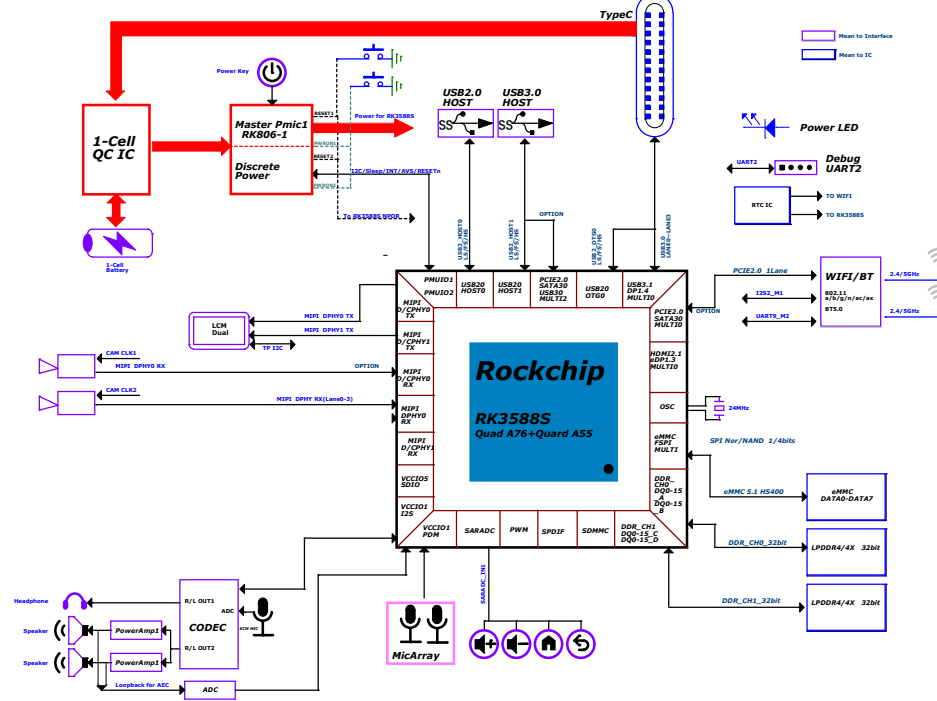 TypeC
Mean to Interface
Mean to IC
Power Key
USB2.0
HOST
USB3.0
HOST
SS
SS
1-Cell
QC IC
Master Pmic1
RK806-1
Discrete
Power
RESET1
Power for RK3588S
PWRON1
RESET2
I2C/Sleep/INT/AVS/RESETn
PWRON2
To RK3588S NPOR
1-Cell
Battery
Power LED
UART2
Debug
UART2
RTC IC
TO WIFI
TO RK3588S
USB2_HOST0
LS/FS/HS
USB2_HOST1
LS/FS/HS
OPTION
USB2_OTG0
LS/FS/HS
USB3.0
LANE0~LANE3
PMUIO1
PMUIO2
USB20
HOST0
USB20
HOST1
PCIE2.0
SATA30
USB30
MULTI2
USB20
OTG0
USB3.1
DP1.4
MULTI0
PCIE2.0 1Lane
OPTION
I2S2_M1
UART9_M2
WIFI/BT
802.11
a/b/g/n/ac/ax
BT5.0
2.4/5GHz
2.4/5GHz
LCM
Dual
MIPI DPHY0 TX
MIPI DPHY1 TX
TP I2C
CAM CLK1
MIPI DPHY0 RX
OPTION
CAM CLK2
MIPI DPHY RX(Lane0-3)
MIPI
D/CPHY0
TX
MIPI
D/CPHY1
TX
MIPI
D/CPHY0
RX
MIPI
DPHY0
RX
MIPI
D/CPHY1
RX
VCCIO5
SDIO
VCCIO1
I2S
VCCIO1
PDM
Rockchip
RK3588S
Quad A76+Quard A55
PCIE2.0
SATA30
MULTI0
HDMI2.1
eDP1.3
MULTI0
OSC
24MHz
eMMC
FSPI
MULTI
DDR_
CH0
DQ0-15
_A
DQ0-15
_B
SPI Nor/NAND 1/4bits
eMMC 5.1 HS400
eMMC
DATA0-DATA7
DDR_CH0_32bit
LPDDR4/4X 32bit
DDR_CH1_32bit
LPDDR4/4X 32bit
SARADC
PWM
SPDIF
SDMMC
DDR_CH1
DQ0-15_C
DQ0-15_D
SARADC_IN1
MicArray
Headphone
Speaker
Speaker
PowerAmp1
PowerAmp1
R/L OUT1
ADC
CODEC
R/L OUT2
ECM MIC
Loopback for AEC
ADC